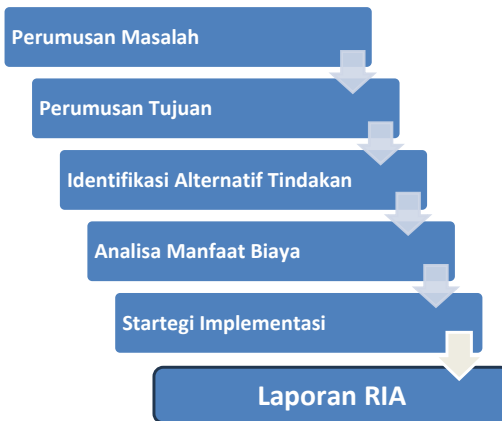 Perumusan Masalah
Perumusan Tujuan
Identifikasi Alternatif Tindakan
Analisa Manfaat Biaya
Startegi Implementasi
Laporan RIA